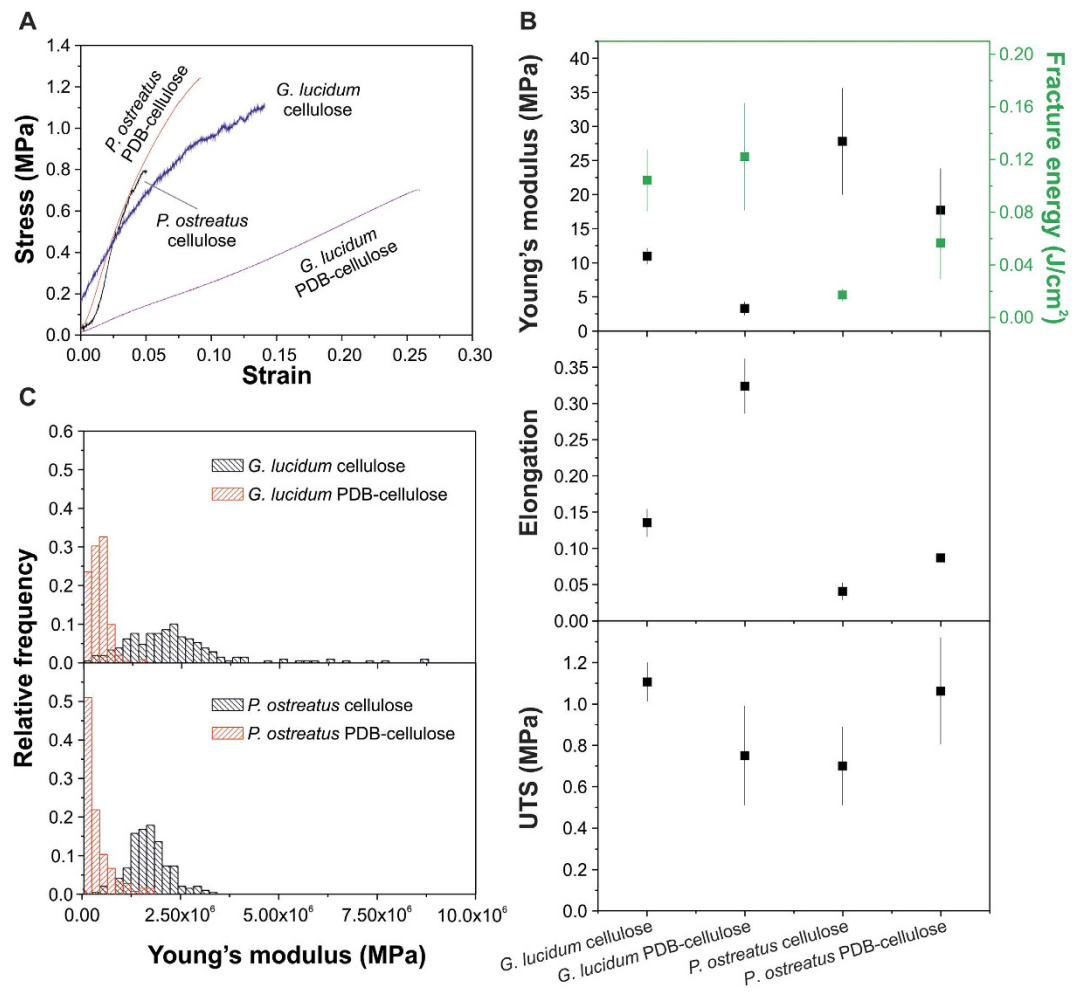 A
1.4
1.2
1.0
0.8
0.6
0.4
0.2
0.0
Stress (MPa)
0.00 0.05 0.10 0.15 0.20 0.25 0.30
Strain
P. ostreatus
PDB-cellulose
G. lucidum
cellulose
P. ostreatus
cellulose
G. lucidum
PDB-cellulose
B
40
35
30
25
20
15
10
5
0
Young's modulus (MPa)
0.20
0.16
0.12
0.08
0.04
0.00
Fracture energy (J/cm²)
0.35
0.30
0.25
0.20
0.15
0.10
0.05
0.00
Elongation
1.2
1.0
0.8
0.6
0.4
0.2
0.0
UTS (MPa)
G. lucidum cellulose
G. lucidum PDB-cellulose
P. ostreatus cellulose
P. ostreatus PDB-cellulose
C
0.6
0.5
0.4
0.3
0.2
0.1
0.0
G. lucidum cellulose
G. lucidum PDB-cellulose
0.5
0.4
0.3
0.2
0.1
0.0
P. ostreatus cellulose
P. ostreatus PDB-cellulose
Relative frequency
0.00 2.50x10⁶ 5.00x10⁶ 7.50x10⁶ 10.0x10⁶
Young's modulus (MPa)